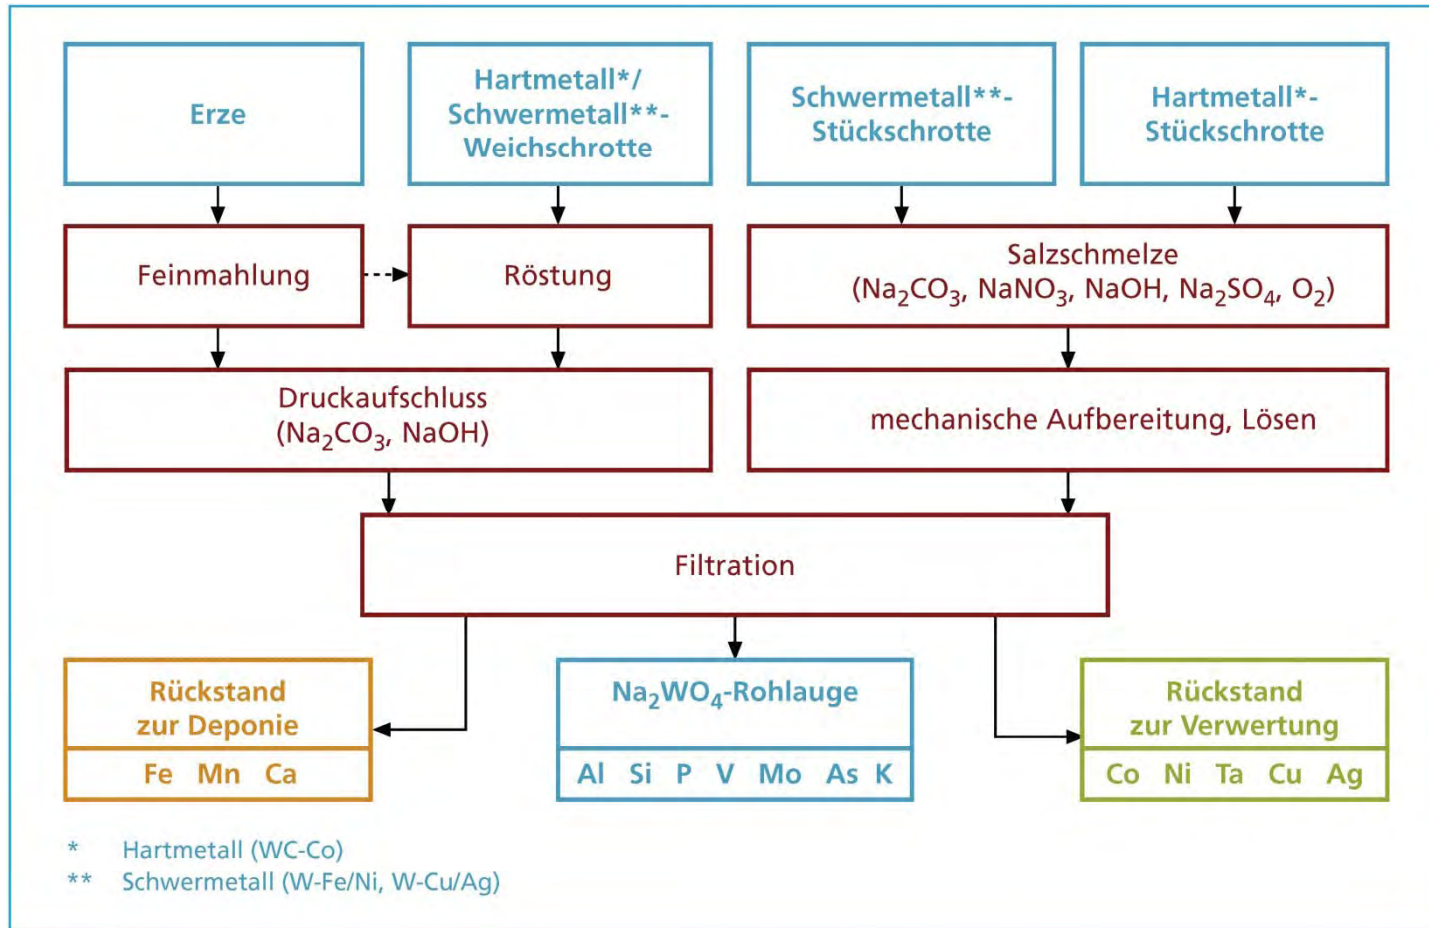 Erze
Hartmetall*/
Schwermetall**-
Weichschrotte
Schwermetall**-
Stückschrotte
Hartmetall*-
Stückschrotte
Feinmahlung
Röstung
Salzschmelze
(Na₂CO₃, NaNO₃, NaOH, Na₂SO₄, O₂)
Druckaufschluss
(Na₂CO₃, NaOH)
mechanische Aufbereitung, Lösen
Filtration
Rückstand
zur Deponie
Fe Mn Ca
Na₂WO₄-Rohlauge
Al Si P V Mo As K
Rückstand
zur Verwertung
Co Ni Ta Cu Ag
* Hartmetall (WC-Co)
** Schwermetall (W-Fe/Ni, W-Cu/Ag)